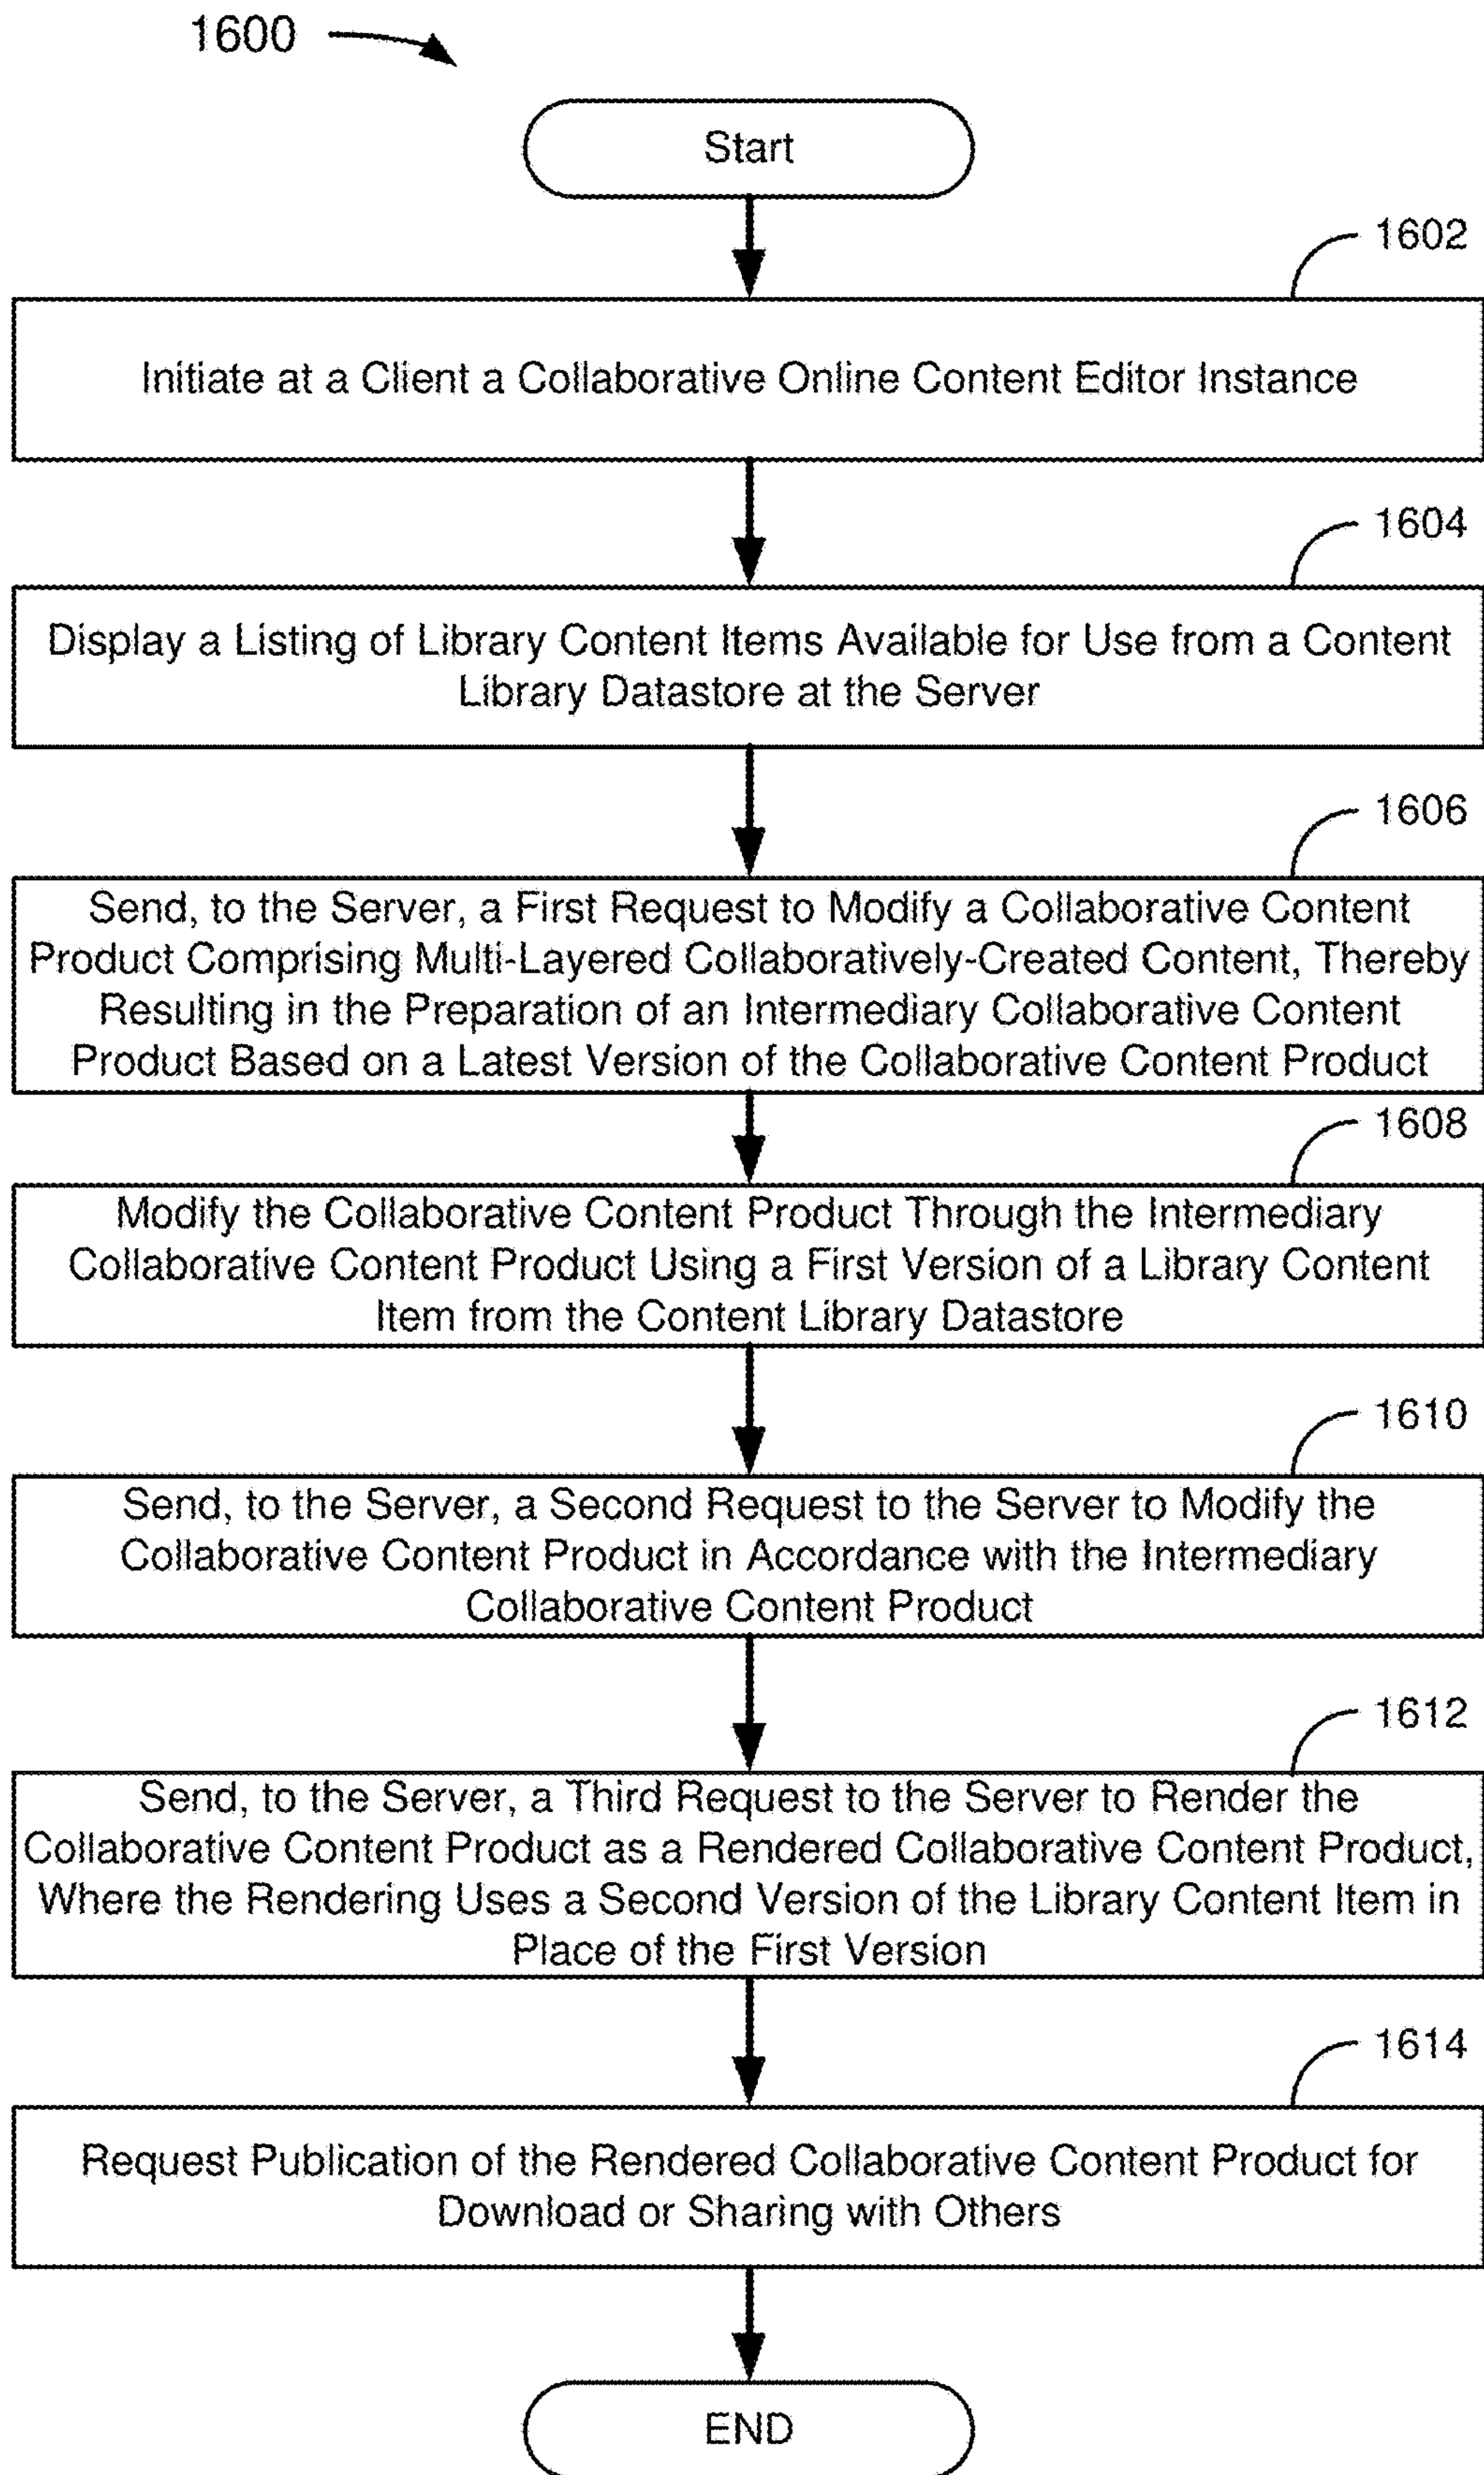 1600
Start
1602
Initiate at a Client a Collaborative Online Content Editor Instance
1604
Display a Listing of Library Content Items Available for Use from a Content
Library Datastore at the Server
1606
Send, to the Server, a First Request to Modify a Collaborative Content
Product Comprising Multi-Layered Collaboratively-Created Content, Thereby
Resulting in the Preparation of an Intermediary Collaborative Content
Product Based on a Latest Version of the Collaborative Content Product
1608
Modify the Collaborative Content Product Through the Intermediary
Collaborative Content Product Using a First Version of a Library Content
Item from the Content Library Datastore
1610
Send, to the Server, a Second Request to the Server to Modify the
Collaborative Content Product in Accordance with the Intermediary
Collaborative Content Product
1612
Send, to the Server, a Third Request to the Server to Render the
Collaborative Content Product as a Rendered Collaborative Content Product,
Where the Rendering Uses a Second Version of the Library Content Item in
Place of the First Version
1614
Request Publication of the Rendered Collaborative Content Product for
Download or Sharing with Others
END